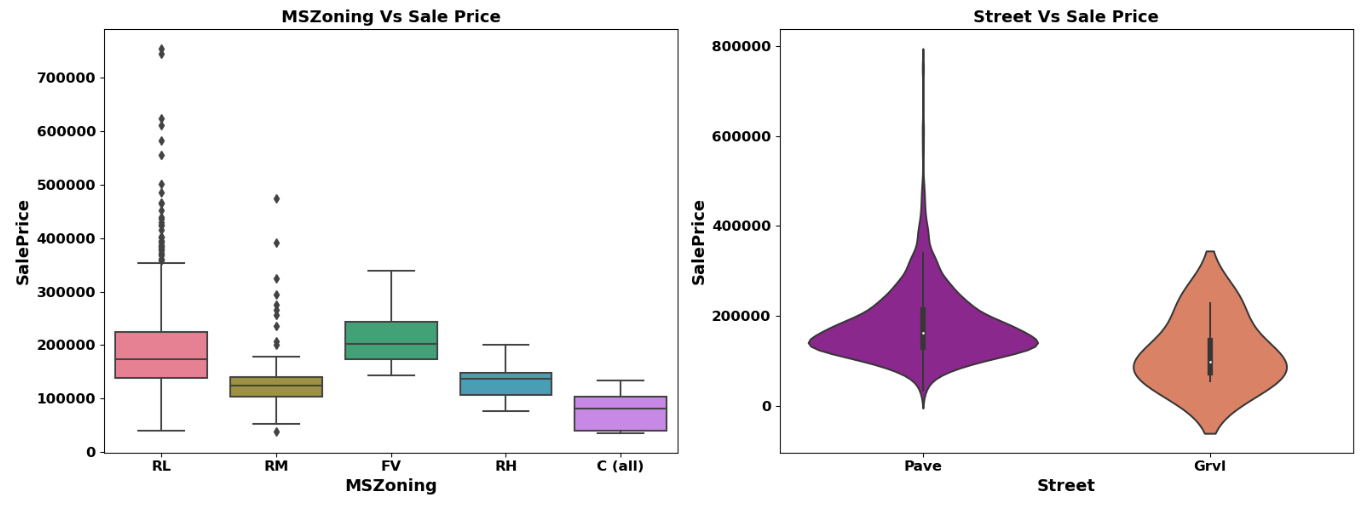 MSZoning Vs Sale Price
SalePrice
700000
600000
500000
400000
300000
200000
100000
0
RL RM FV RH C (all)
MSZoning
Street Vs Sale Price
SalePrice
800000
600000
400000
200000
0
Pave Grvl
Street